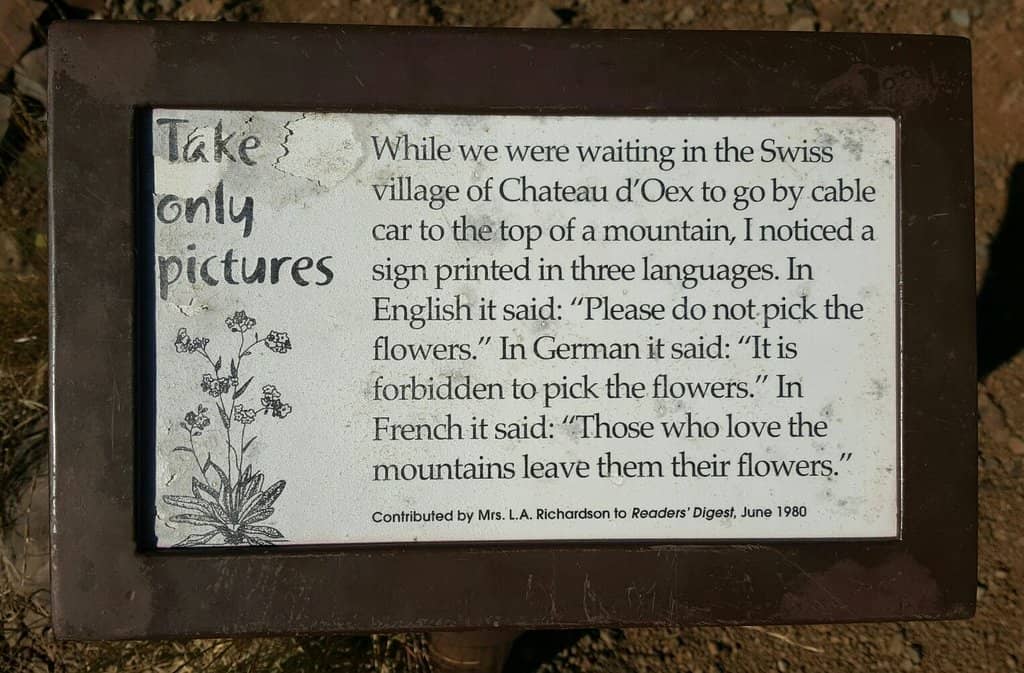 Take
only
pictures
While we were waiting in the Swiss
village of Chateau d’Oex to go by cable
car to the top of a mountain, I noticed a
sign printed in three languages. In
English it said: “Please do not pick the
flowers.” In German it said: “It is
forbidden to pick the flowers.” In
French it said: “Those who love the
mountains leave them their flowers.”
Contributed by Mrs. L.A. Richardson to Readers’ Digest, June 1980